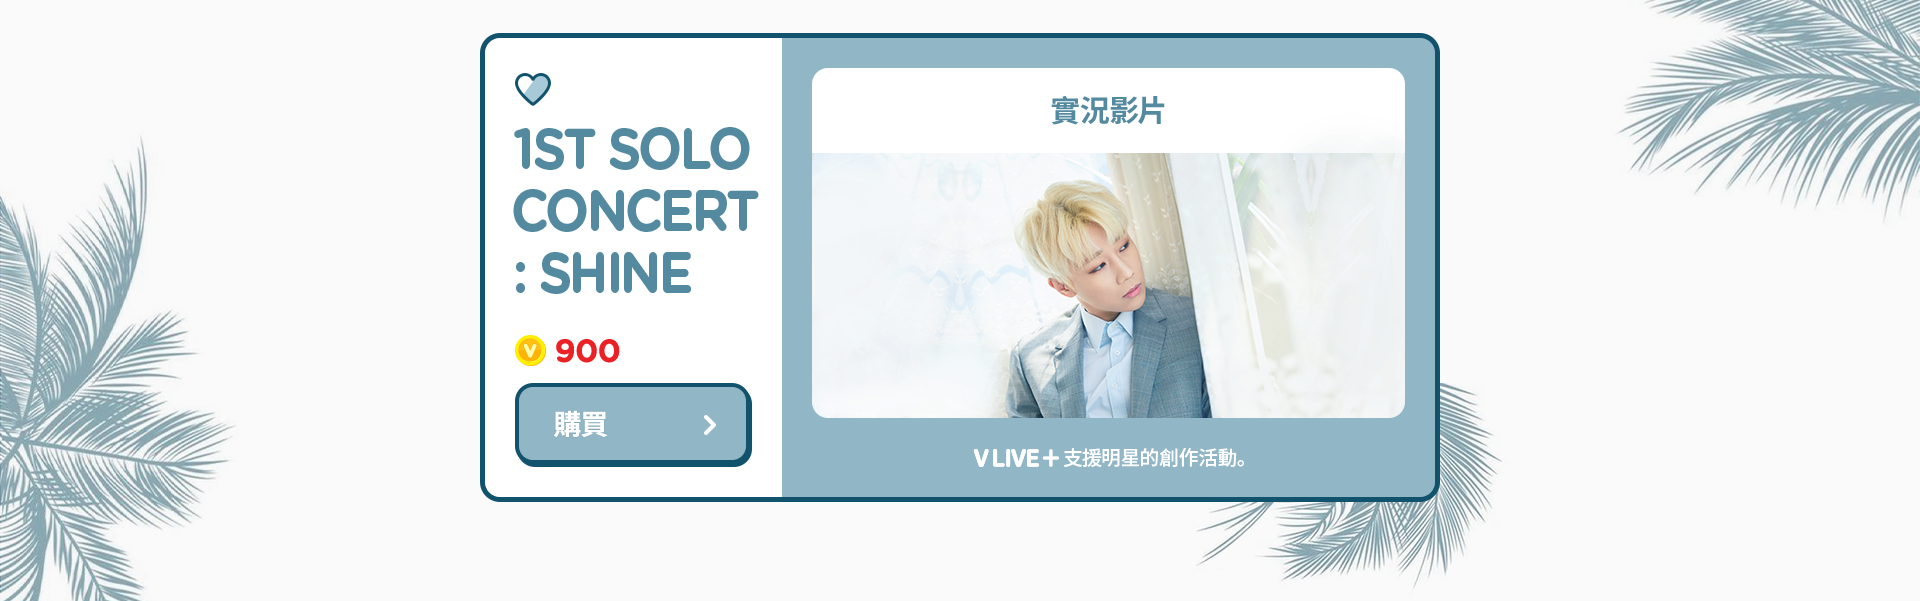 1ST SOLO
CONCERT
: SHINE
V 900
購買
實況影片
V LIVE+ 支援明星的創作活動。